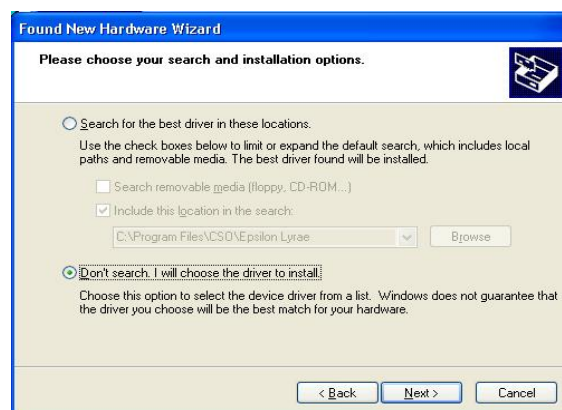 Found New Hardware Wizard
Please choose your search and installation options.
Search for the best driver in these locations.
Use the check boxes below to limit or expand the default search, which includes local
paths and removable media. The best driver found will be installed.
Search removable media (floppy, CD-ROM...)
Include this location in the search:
C:\Program Files\CSO\Epsilon Lyrae
Browse
Don't search. I will choose the driver to install.
Choose this option to select the device driver from a list. Windows does not guarantee that
the driver you choose will be the best match for your hardware.
< Back Next > Cancel